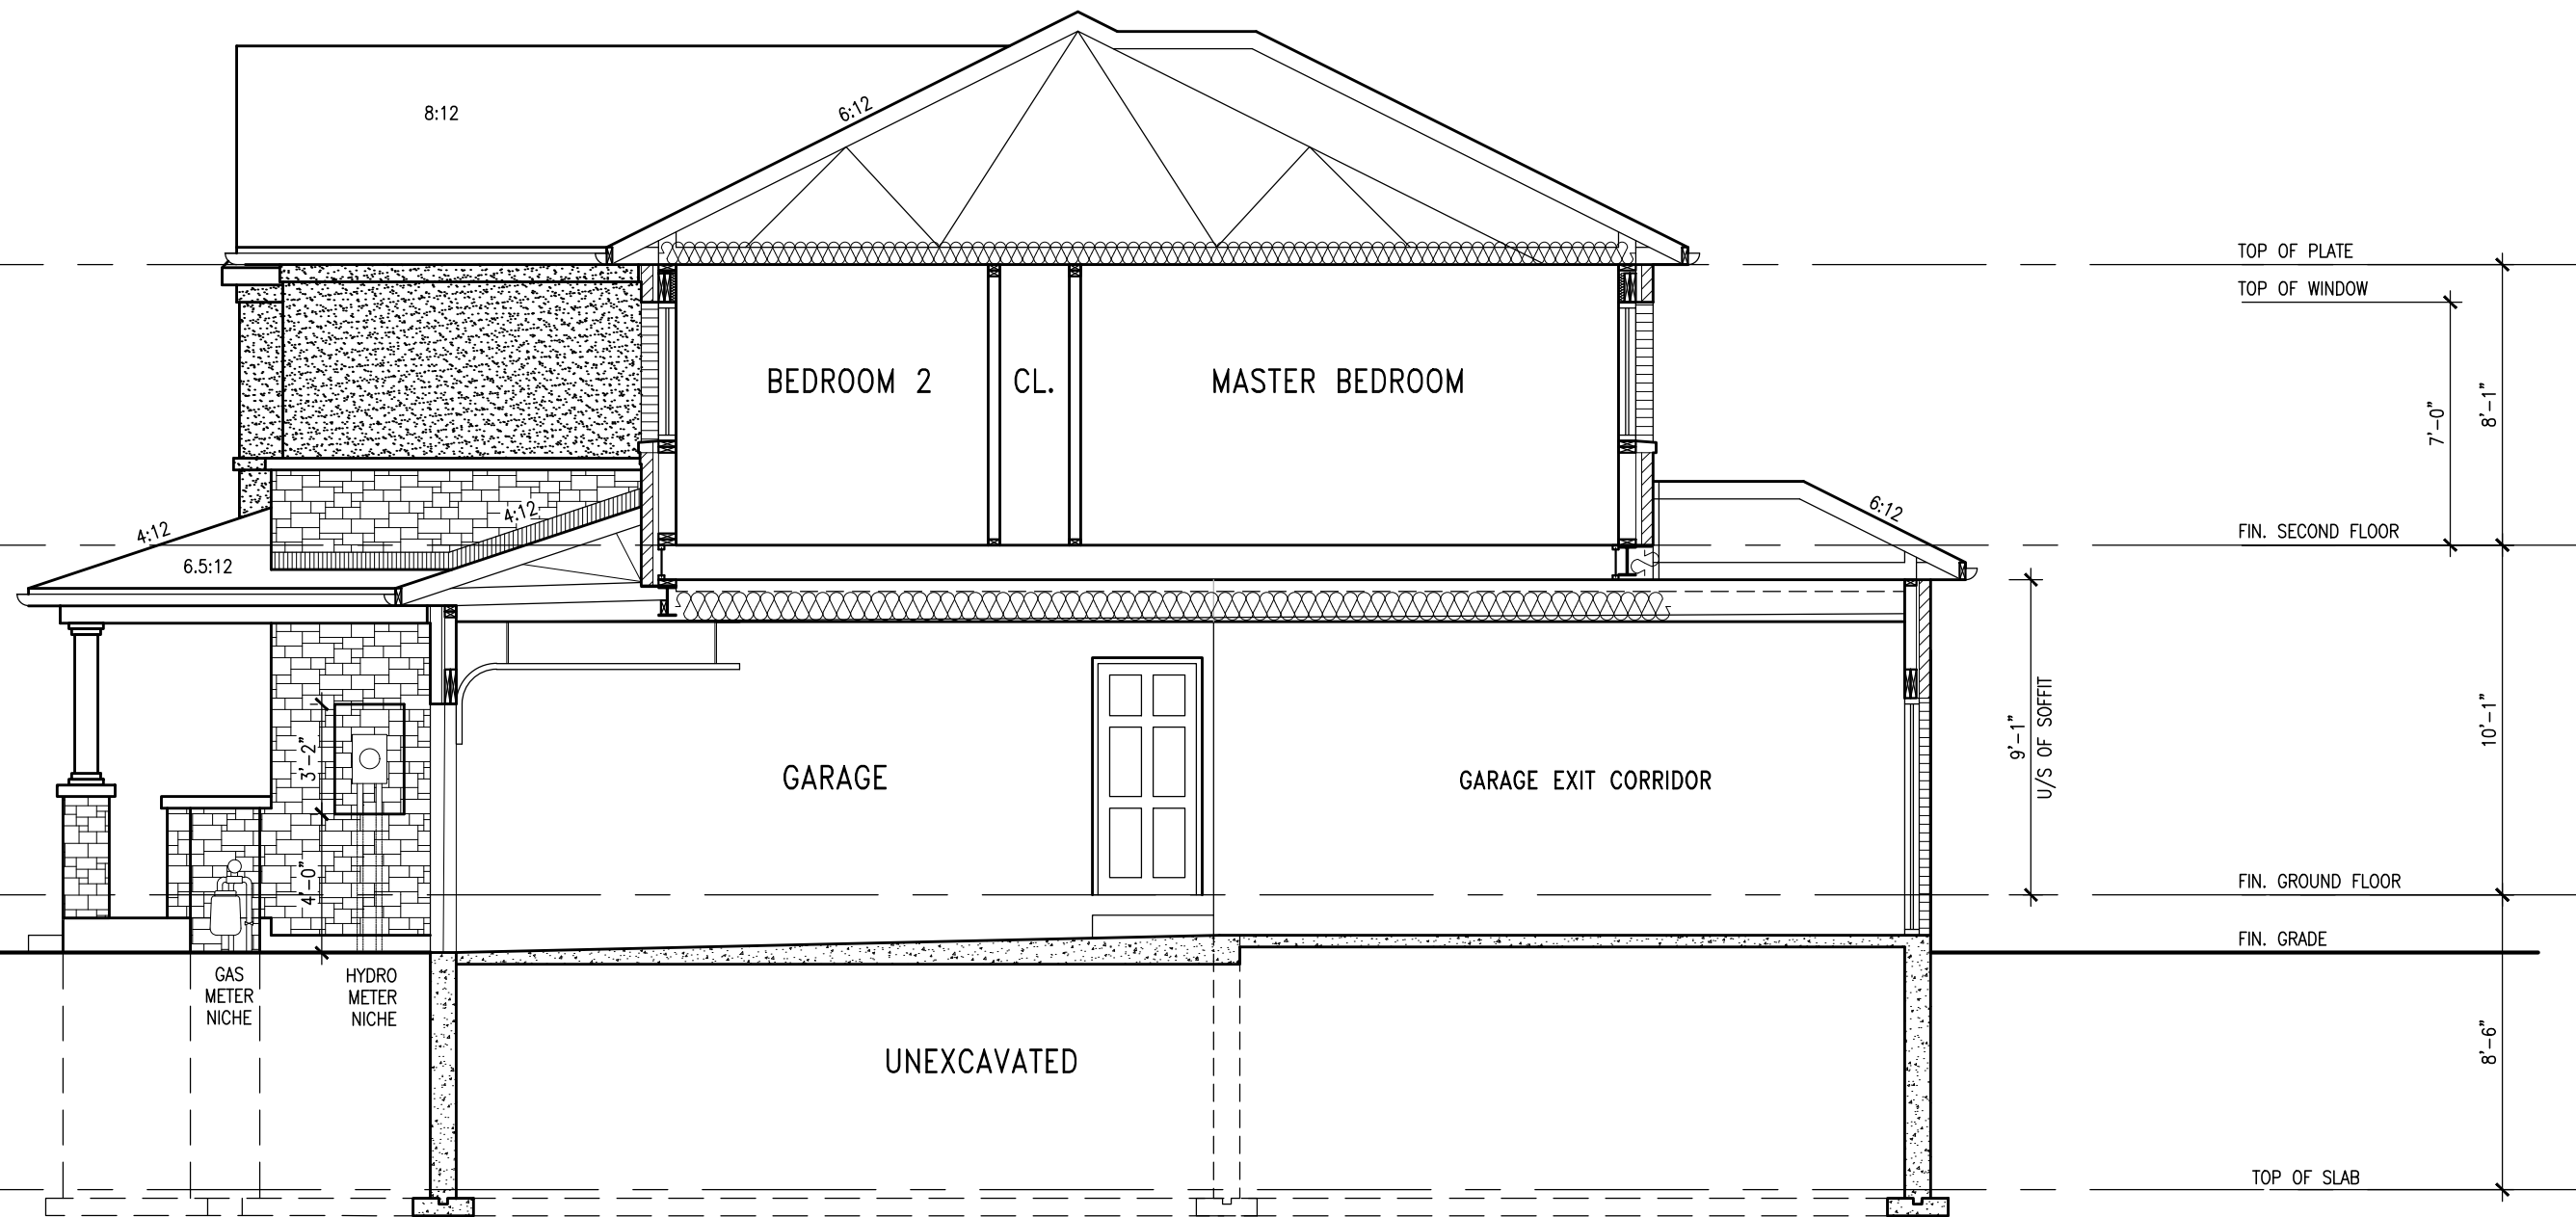 8:12
6:12
TOP OF PLATE
TOP OF WINDOW
BEDROOM 2
CL.
MASTER BEDROOM
7'-0"
8'-1"
4:12
4:12
6:12
6.5:12
FIN. SECOND FLOOR
9'-1"
U/S OF SOFFIT
10'-1"
3'-2"
GARAGE
GARAGE EXIT CORRIDOR
4'-0"
FIN. GROUND FLOOR
FIN. GRADE
GAS
METER
NICHE
HYDRO
METER
NICHE
UNEXCAVATED
8'-6"
TOP OF SLAB